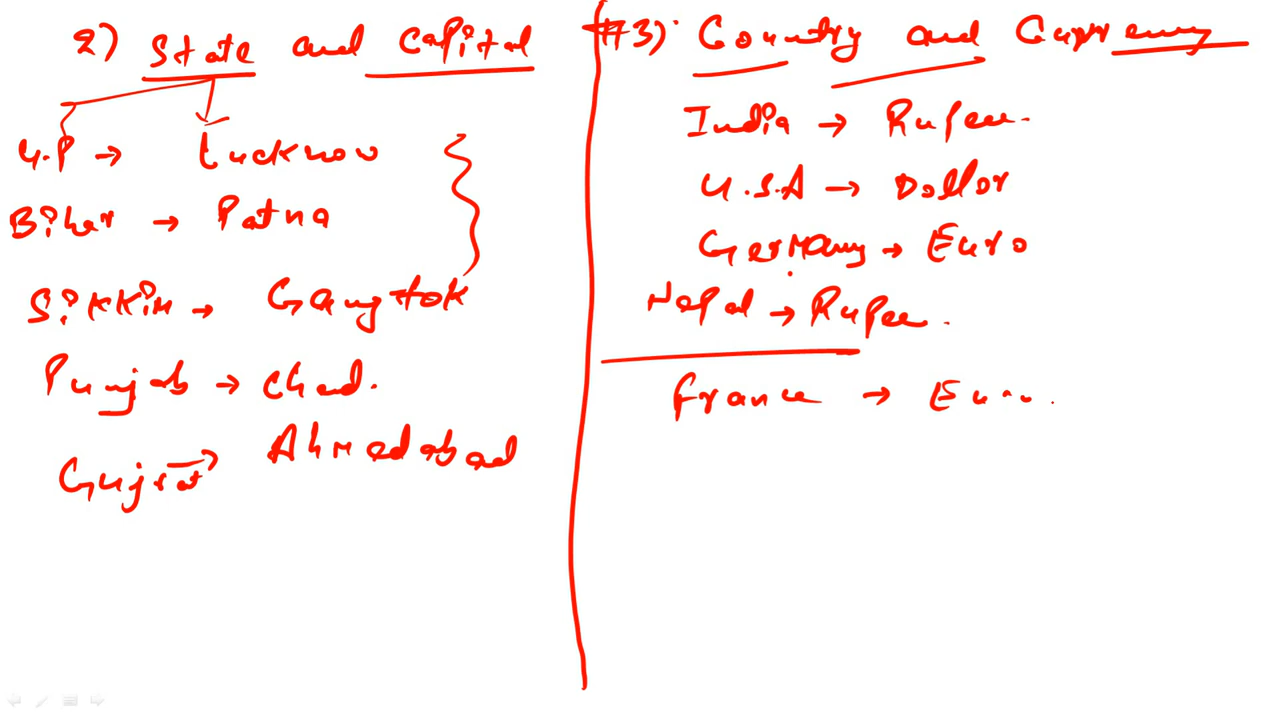 2) State and Capital
U.P → Lucknow
Bihar → Patna
Sikkim → Gangtok
Punjab → Chad.
Gujrat → Ahmedabad
#3) Country and Currency
India → Rupee.
U.S.A → Dollor
Germany → Euro
Nepal → Rupee.
France → Euro.